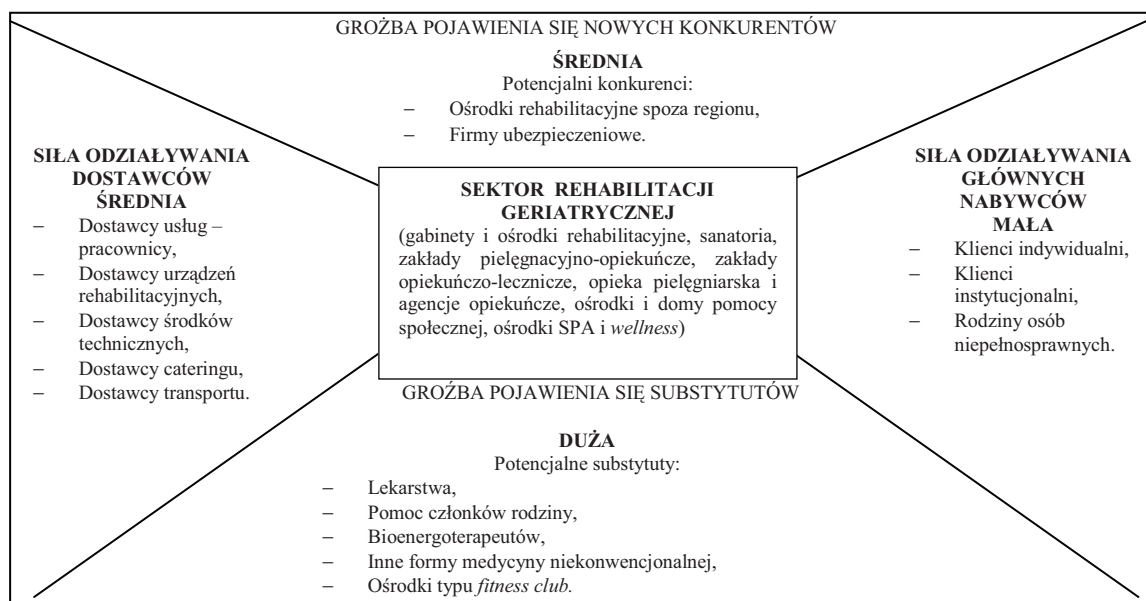 GROŹBA POJAWIENIA SIĘ NOWYCH KONKURENTÓW
ŚREDNIA
Potencjalni konkurenci:
– Ośrodki rehabilitacyjne spoza regionu,
– Firmy ubezpieczeniowe.
SIŁA ODZIAŁYWANIA
DOSTAWCÓW
ŚREDNIA
– Dostawcy usług –
pracownicy,
– Dostawcy urządzeń
rehabilitacyjnych,
– Dostawcy środków
technicznych,
– Dostawcy cateringu,
– Dostawcy transportu.
SEKTOR REHABILITACJI
GERIATRYCZNEJ
(gabinety i ośrodki rehabilitacyjne, sanatoria,
zakłady pielęgnacyjno-opiekuńcze, zakłady
opiekuńczo-lecznicze, opieka pielęgniarska i
agencje opiekuńcze, ośrodki i domy pomocy
społecznej, ośrodki SPA i wellness)
SIŁA ODZIAŁYWANIA
GŁÓWNYCH
NABYWCÓW
MAŁA
– Klienci indywidualni,
– Klienci
instytucjonalni,
– Rodziny osób
niepełnosprawnych.
GROŹBA POJAWIENIA SIĘ SUBSTYTUTÓW
DUŻA
Potencjalne substytuty:
– Lekarstwa,
– Pomoc członków rodziny,
– Bioenergoterapeutów,
– Inne formy medycyny niekonwencjonalnej,
– Ośrodki typu fitness club.